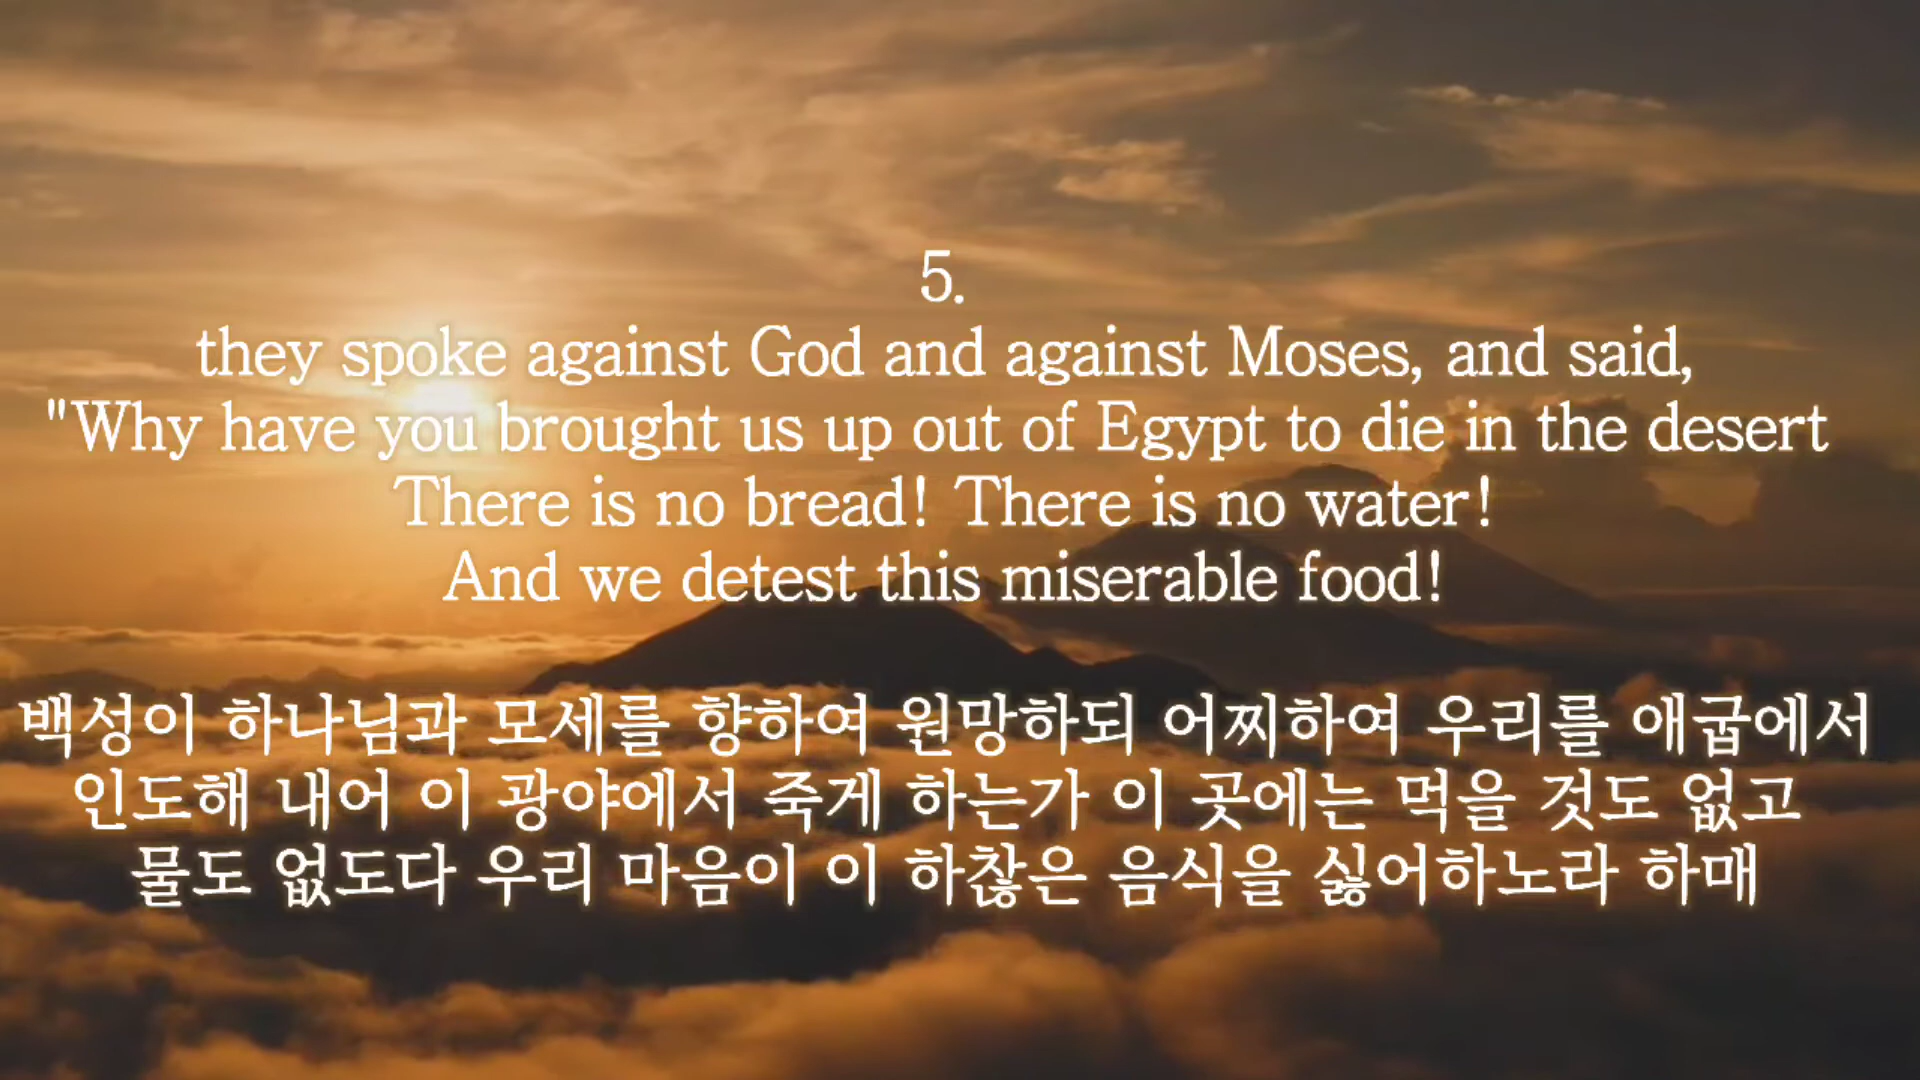 5.
they spoke against God and against Moses, and said,
"Why have you brought us up out of Egypt to die in the desert
There is no bread! There is no water!
And we detest this miserable food!
백성이 하나님과 모세를 향하여 원망하되 어찌하여 우리를 애굽에서
인도해 내어 이 광야에서 죽게 하는가 이 곳에는 먹을 것도 없고
물도 없도다 우리 마음이 이 하찮은 음식을 싫어하노라 하매